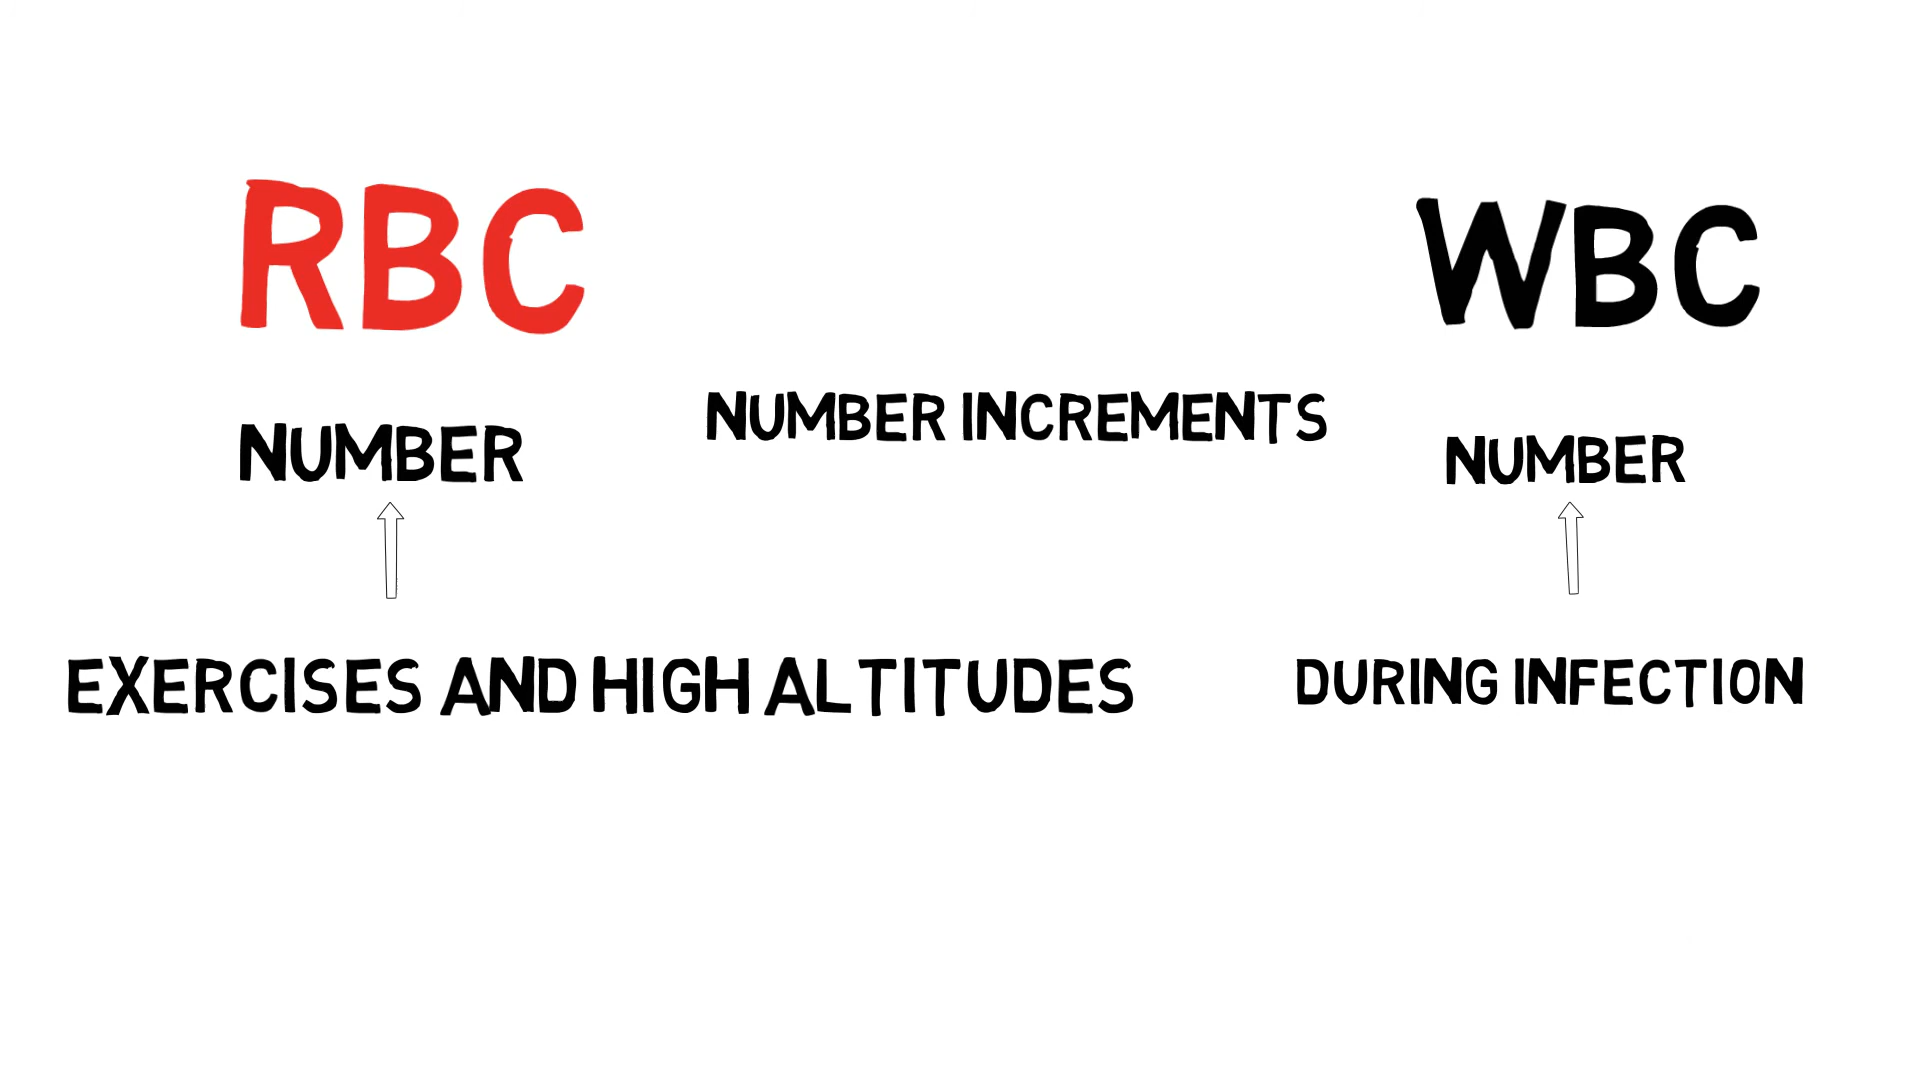 RBC
WBC
NUMBER INCREMENTS
NUMBER
NUMBER
EXERCISES AND HIGH ALTITUDES
DURING INFECTION